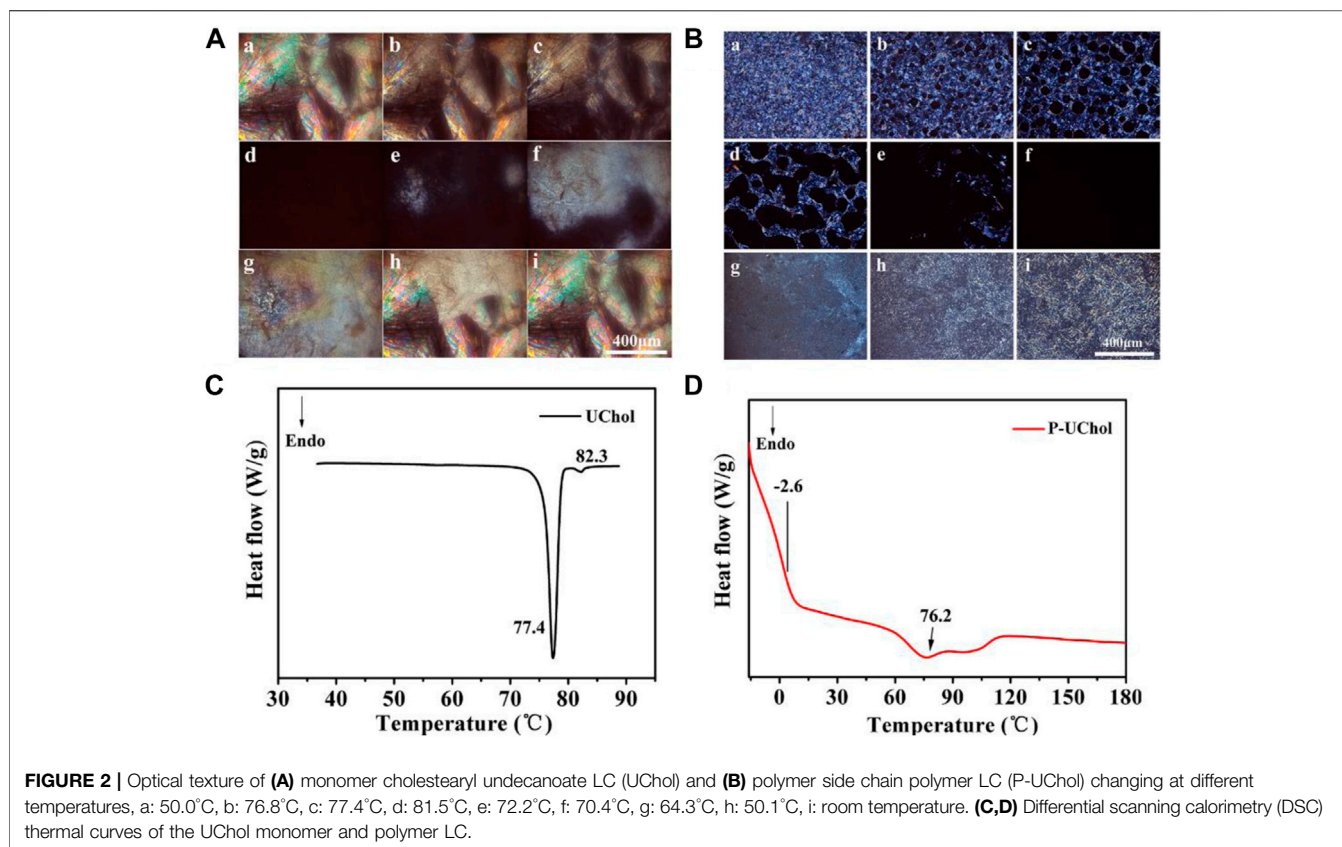 A
a
b
c
d
e
f
g
h
i
400μm
B
a
b
c
d
e
f
g
h
i
400μm
C
Endo
UChol
82.3
77.4
Heat flow (W/g)
30 40 50 60 70 80 90
Temperature (℃)
D
Endo
P-UChol
-2.6
76.2
Heat flow (W/g)
0 30 60 90 120 150 180
Temperature (℃)
FIGURE 2 | Optical texture of (A) monomer cholestearyl undecanoate LC (UChol) and (B) polymer side chain polymer LC (P-UChol) changing at different
temperatures, a: 50.0°C, b: 76.8°C, c: 77.4°C, d: 81.5°C, e: 72.2°C, f: 70.4°C, g: 64.3°C, h: 50.1°C, i: room temperature. (C,D) Differential scanning calorimetry (DSC)
thermal curves of the UChol monomer and polymer LC.